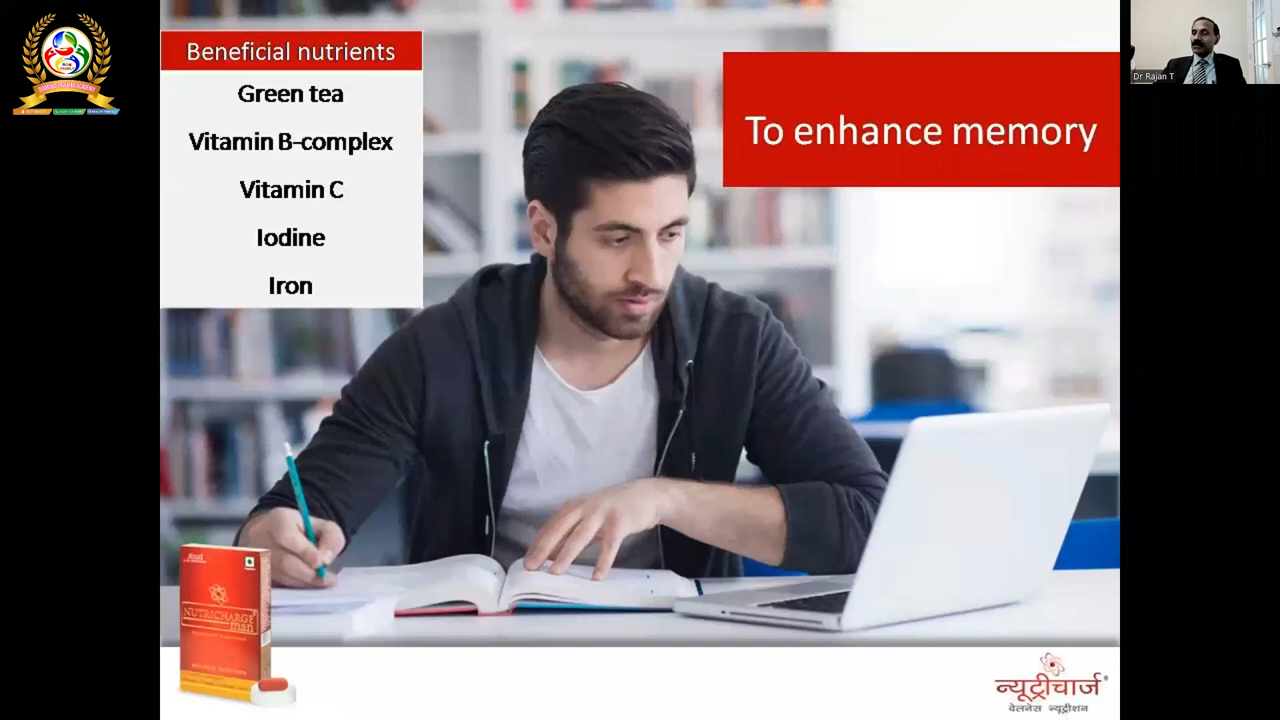 Beneficial nutrients
Green tea
Vitamin B-complex
Vitamin C
Iodine
Iron
To enhance memory
Dr Rajan T
NUTRICHARGE
man
न्यूट्रीचार्ज®
वेलनेस न्यूट्रीशन